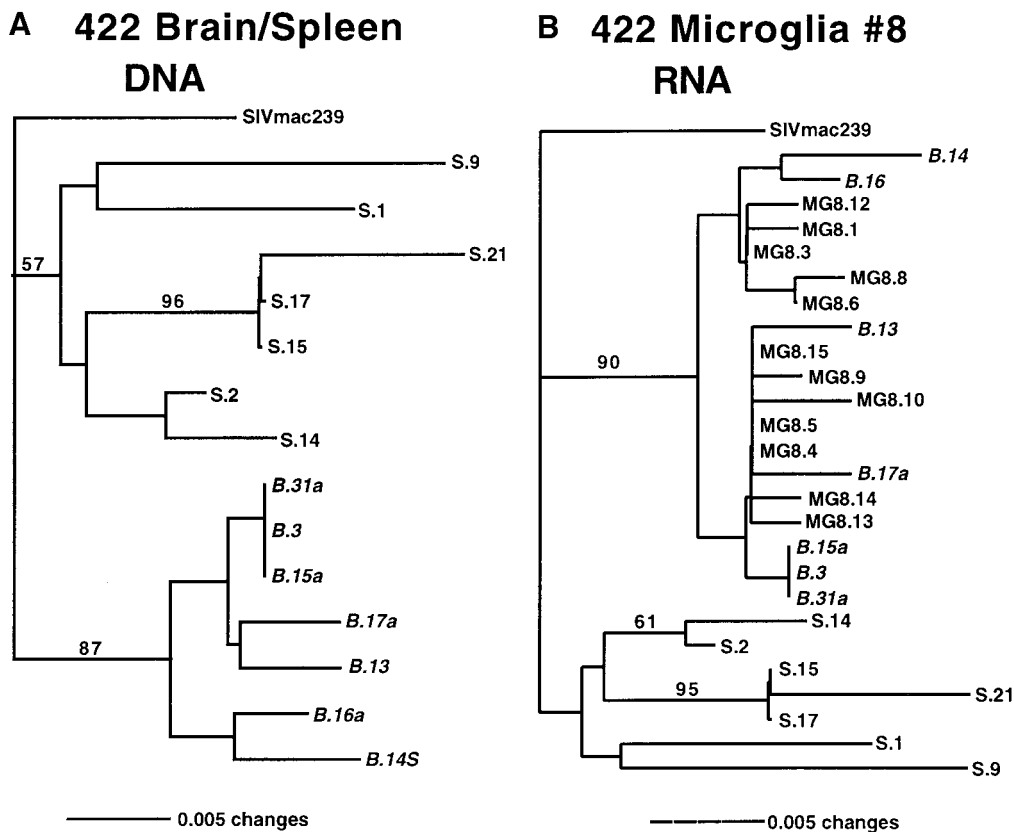 A 422 Brain/Spleen
DNA
SIVmac239
S.9
S.1
57
S.21
96
S.17
S.15
S.2
S.14
B.31a
B.3
B.15a
B.17a
87
B.13
B.16a
B.14S
0.005 changes
B 422 Microglia #8
RNA
SIVmac239
B.14
B.16
MG8.12
MG8.1
MG8.3
MG8.8
MG8.6
B.13
MG8.15
90
MG8.9
MG8.10
MG8.5
MG8.4
B.17a
MG8.14
MG8.13
B.15a
B.3
B.31a
61
S.14
S.2
S.15
95
S.21
S.17
S.1
S.9
0.005 changes